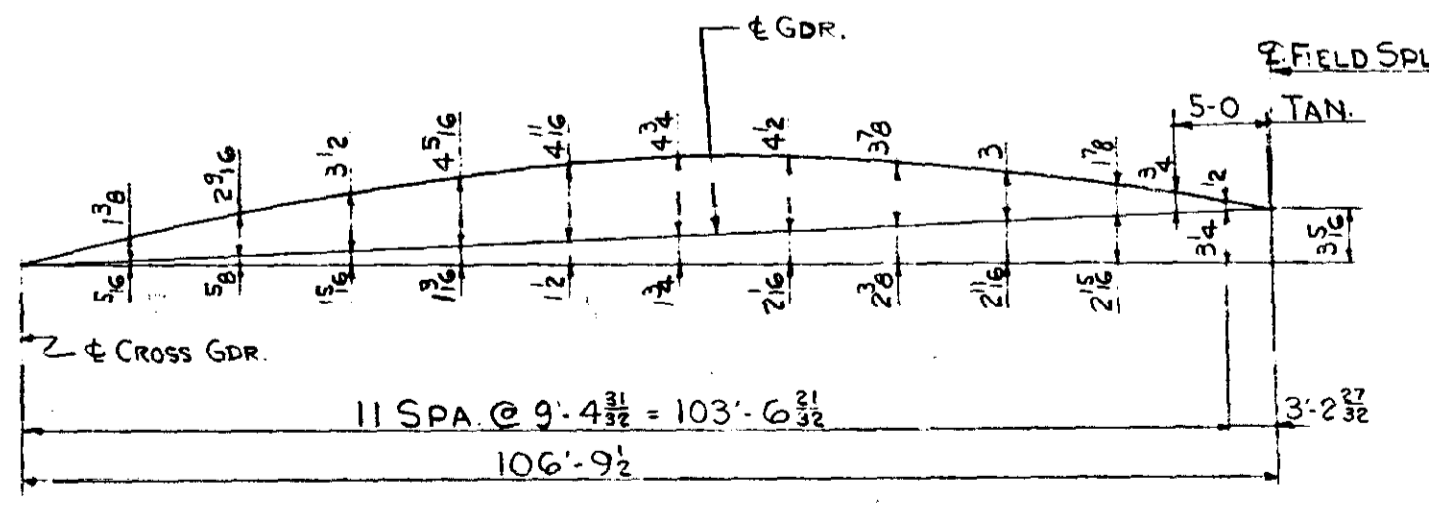 ℄ GDR.
℄ FIELD SPL
5-0 TAN.
1 3/8 2 9/16 3 1/2 4 5/16 4 11/16 4 3/4 4 1/2 3 7/8 3 1 7/8 3/4 1/2
5/16 5/8 15/16 1 3/16 1 1/2 1 3/4 2 1/16 2 3/8 2 11/16 2 15/16 3 1/4 3 5/16
℄ CROSS GDR.
11 SPA. @ 9'-4 31/32 = 103'-6 21/32 3'-2 27/32
106'-9 1/2